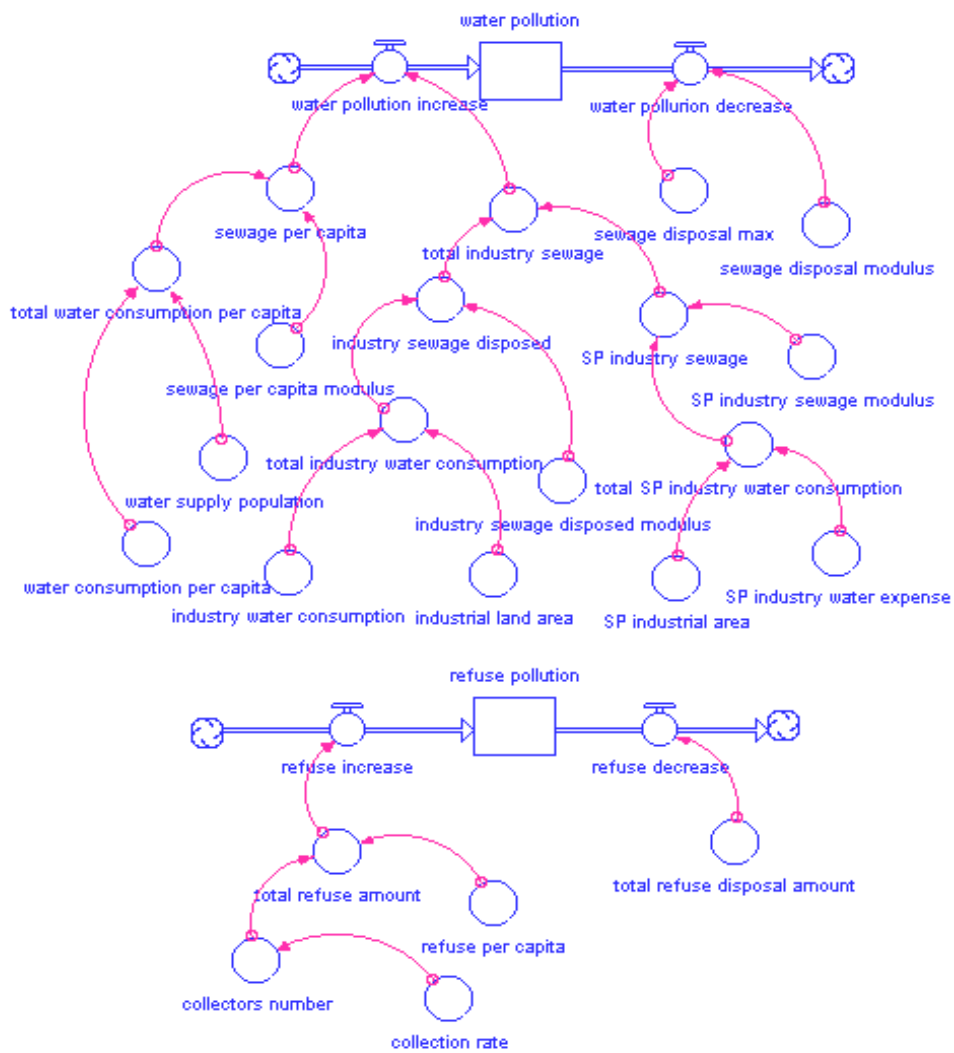 water pollution
water pollution increase
water pollurion decrease
sewage per capita
total industry sewage
sewage disposal max
sewage disposal modulus
total water consumption per capita
industry sewage disposed
SP industry sewage
sewage per capita modulus
SP industry sewage modulus
total industry water consumption
total SP industry water consumption
water supply population
industry sewage disposed modulus
water consumption per capita
industry water consumption
industrial land area
SP industrial area
SP industry water expense
refuse pollution
refuse increase
refuse decrease
total refuse amount
total refuse disposal amount
refuse per capita
collectors number
collection rate